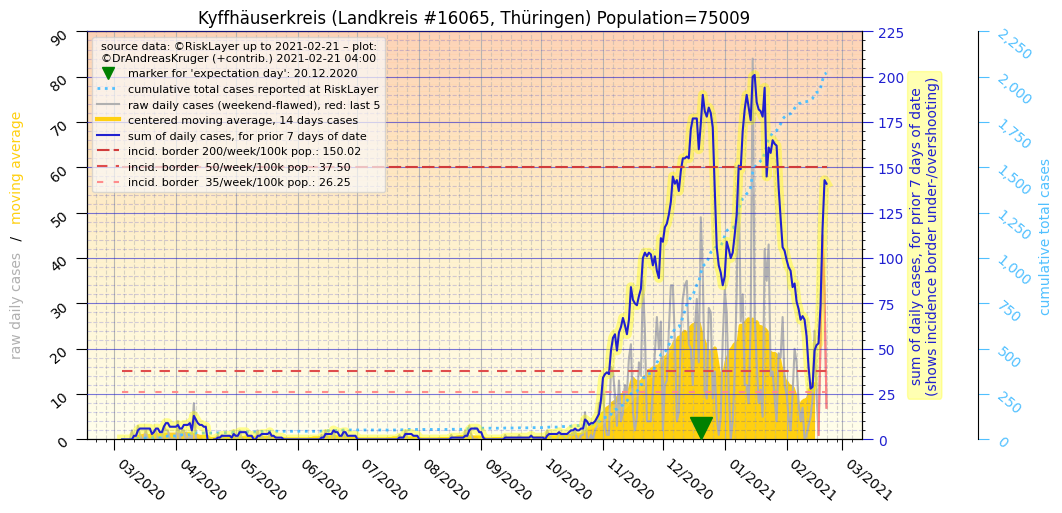 Kyffhäuserkreis (Landkreis #16065, Thüringen) Population=75009
source data: ©RiskLayer up to 2021-02-21 – plot:
©DrAndreasKruger (+contrib.) 2021-02-21 04:00
marker for 'expectation day': 20.12.2020
cumulative total cases reported at RiskLayer
raw daily cases (weekend-flawed), red: last 5
centered moving average, 14 days cases
sum of daily cases, for prior 7 days of date
incid. border 200/week/100k pop.: 150.02
incid. border  50/week/100k pop.: 37.50
incid. border  35/week/100k pop.: 26.25
raw daily cases / moving average
90
80
70
60
50
40
30
20
10
0
225
200
175
150
125
100
75
50
25
0
sum of daily cases, for prior 7 days of date
(shows incidence border under-/overshooting)
2,250
2,000
1,750
1,500
1,250
1,000
750
500
250
0
cumulative total cases
03/2020
04/2020
05/2020
06/2020
07/2020
08/2020
09/2020
10/2020
11/2020
12/2020
01/2021
02/2021
03/2021